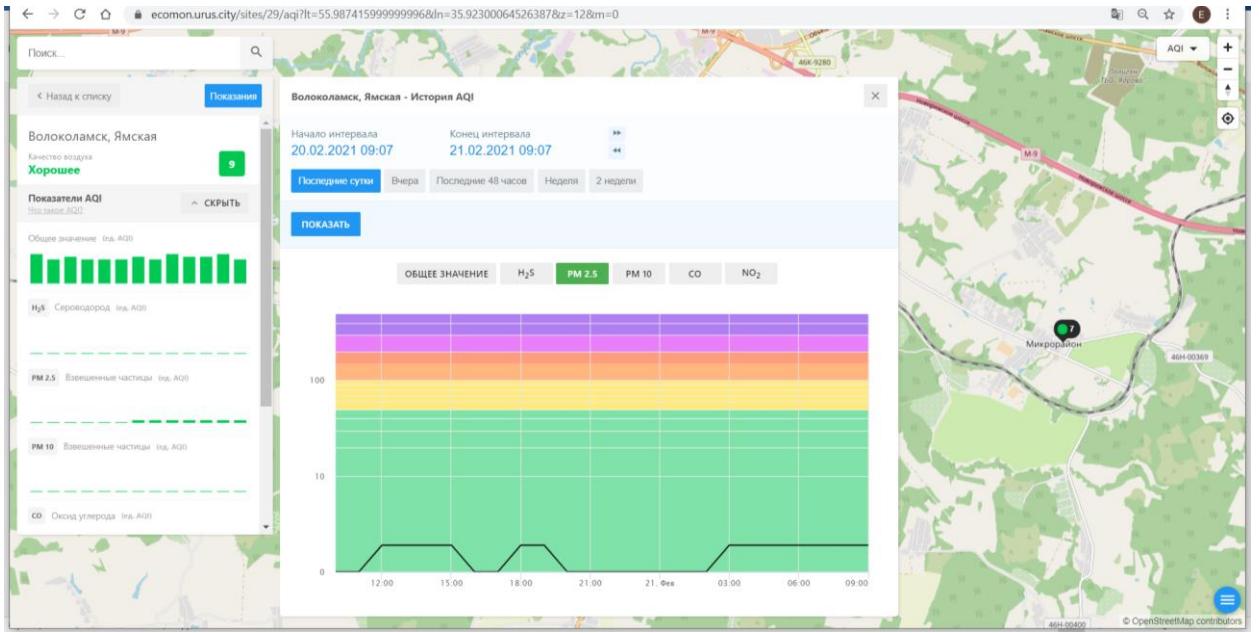 ecomon.urus.city/sites/29/aqi?lt=55.987415999999996&ln=35.92300064526387&z=12&m=0
E
M-9
M-9
46К-9280
Поиск...
AQI
+
−
< Назад к списку
Показания
Волоколамск, Ямская
Качество воздуха
Хорошее
9
Показатели AQI
Что такое AQI?
СКРЫТЬ
Общее значение (ед. AQI)
H₂S Сероводород (ед. AQI)
PM 2.5 Взвешенные частицы (ед. AQI)
PM 10 Взвешенные частицы (ед. AQI)
CO Оксид углерода (ед. AQI)
Волоколамск, Ямская - История AQI
×
Начало интервала
Конец интервала
20.02.2021 09:07
21.02.2021 09:07
Последние сутки
Вчера
Последние 48 часов
Неделя
2 недели
ПОКАЗАТЬ
ОБЩЕЕ ЗНАЧЕНИЕ
H₂S
PM 2.5
PM 10
CO
NO₂
100
10
0
12:00
15:00
18:00
21:00
21. Фев
03:00
06:00
09:00
М-9
7
Микрорайон
46Н-00369
46Н-00400
© OpenStreetMap contributors